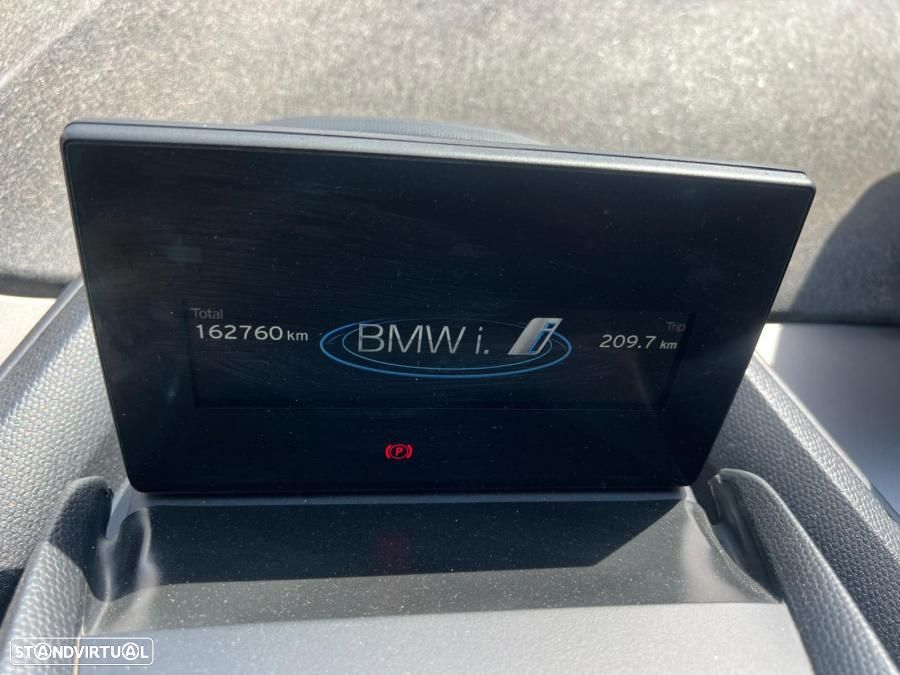 Total
162760 km
BMW i.
i
Trip
209.7 km
P
STANDVIRTUAL